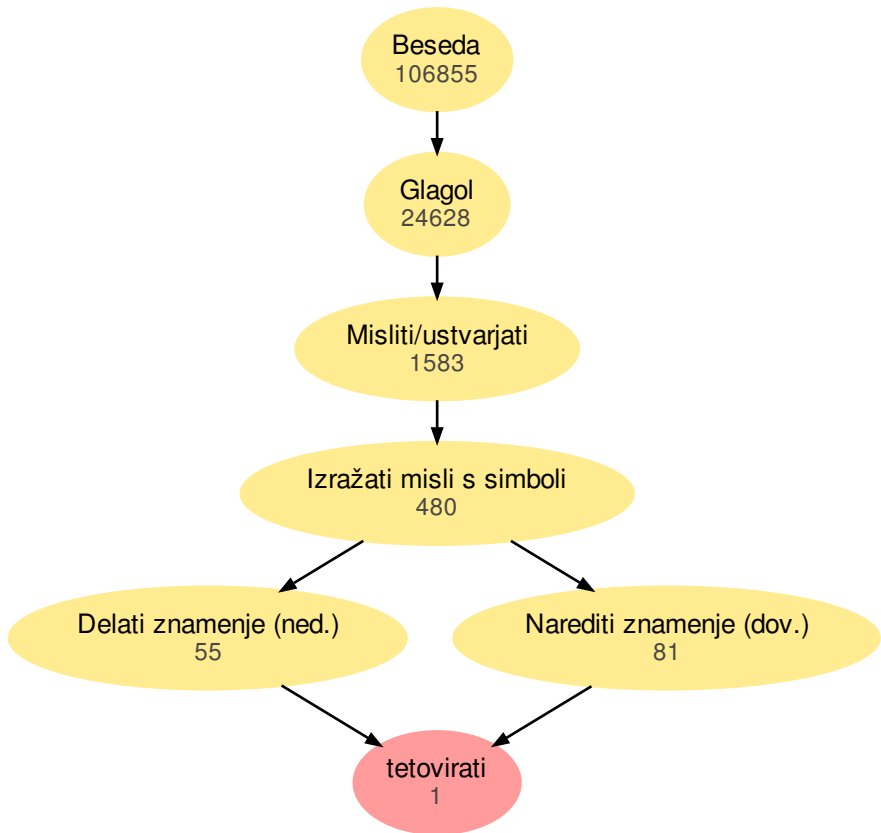 Beseda
106855
Glagol
24628
Misliti/ustvarjati
1583
Izražati misli s simboli
480
Delati znamenje (ned.)
55
Narediti znamenje (dov.)
81
tetovirati
1